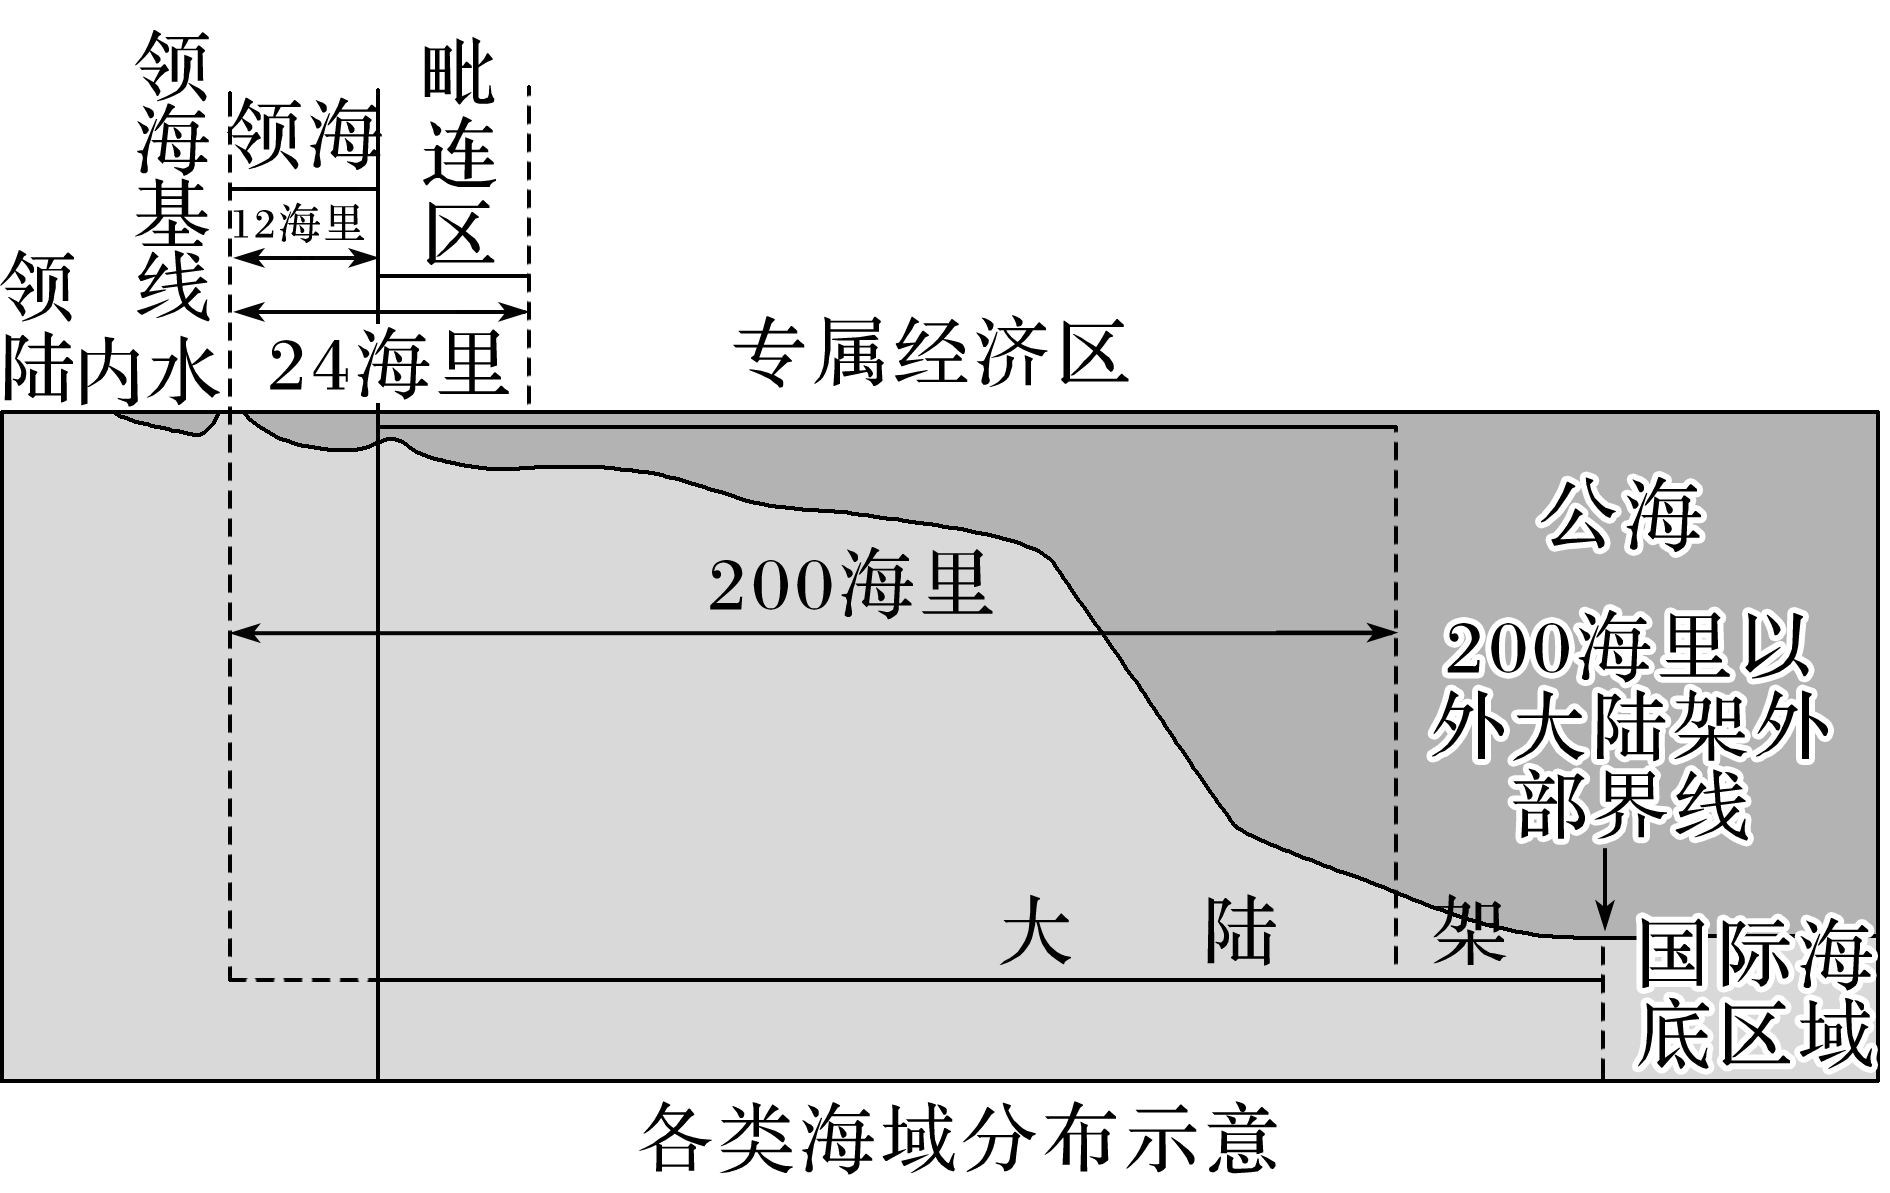 领海基线
领海
毗连区
12海里
领陆
内水
24海里
专属经济区
公海
200海里
200海里以
外大陆架外
部界线
大陆架
国际海
底区域
各类海域分布示意